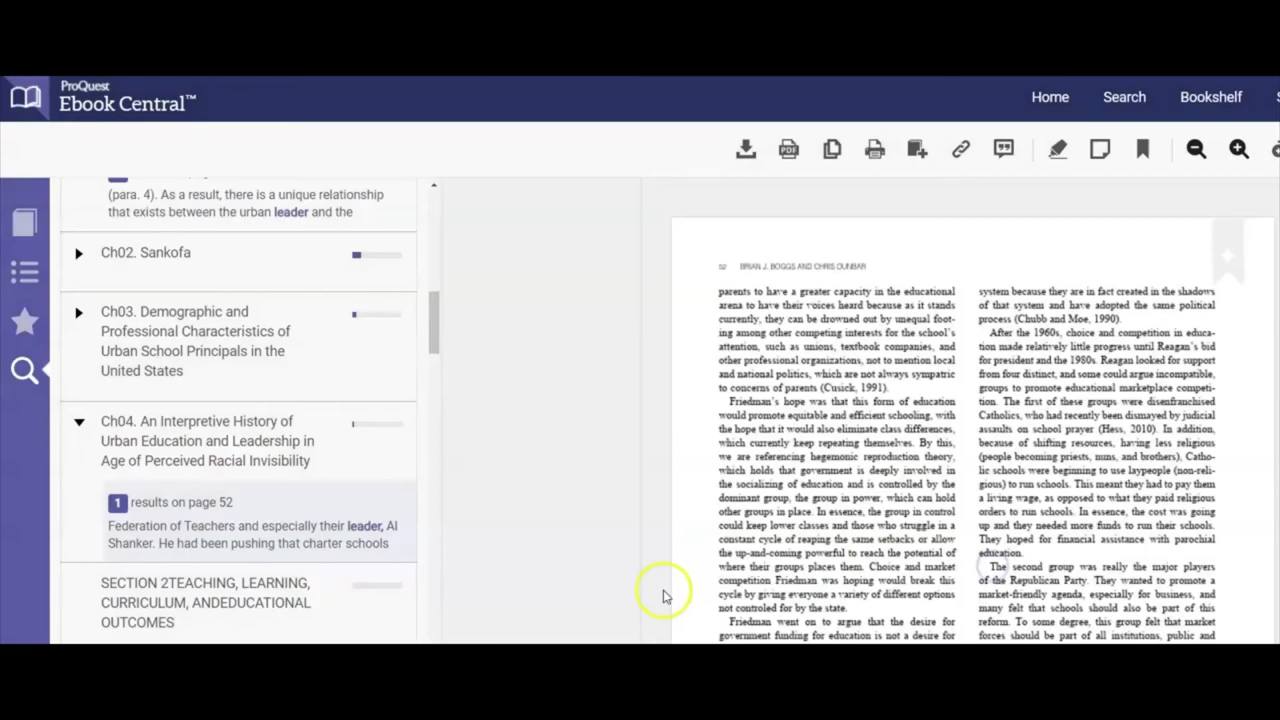 ProQuest
Ebook Central™
Home
Search
Bookshelf
PDF
(para. 4). As a result, there is a unique relationship
that exists between the urban leader and the
Ch02. Sankofa
Ch03. Demographic and
Professional Characteristics of
Urban School Principals in the
United States
Ch04. An Interpretive History of
Urban Education and Leadership in
Age of Perceived Racial Invisibility
1 results on page 52
Federation of Teachers and especially their leader, Al
Shanker. He had been pushing that charter schools
SECTION 2TEACHING, LEARNING,
CURRICULUM, ANDEDUCATIONAL
OUTCOMES
52 BRIAN J. BOGGS AND CHRIS DUNBAR
parents to have a greater capacity in the educational
arena to have their voices heard because as it stands
currently, they can be drowned out by unequal foot-
ing among other competing interests for the school's
attention, such as unions, textbook companies, and
other professional organizations, not to mention local
and national politics, which are not always sympatric
to concerns of parents (Cusick, 1991).
Friedman's hope was that this form of education
would promote equitable and efficient schooling, with
the hope that it would also eliminate class differences,
which currently keep repeating themselves. By this,
we are referencing hegemonic reproduction theory,
which holds that government is deeply involved in
the socializing of education and is controlled by the
dominant group, the group in power, which can hold
other groups in place. In essence, the group in control
could keep lower classes and those who struggle in a
constant cycle of reaping the same setbacks or allow
the up-and-coming powerful to reach the potential of
where their groups places them. Choice and market
competition Friedman was hoping would break this
cycle by giving everyone a variety of different options
not controled for by the state.
Friedman went on to argue that the desire for
government funding for education is not a desire for
system because they are in fact created in the shadows
of that system and have adopted the same political
process (Chubb and Moe, 1990).
After the 1960s, choice and competition in educa-
tion made relatively little progress until Reagan's bid
for president and the 1980s. Reagan looked for support
from four distinct, and some could argue incompatible,
groups to promote educational marketplace competi-
tion. The first of these groups were disenfranchised
Catholics, who had recently been dismayed by judicial
assaults on school prayer (Hess, 2010). In addition,
because of shifting resources, having less religious
(people becoming priests, nuns, and brothers), Catho-
lic schools were beginning to use laypeople (non-reli-
gious) to run schools. This meant they had to pay them
a living wage, as opposed to what they paid religious
orders to run schools. In essence, the cost was going
up and they needed more funds to run their schools.
They hoped for financial assistance with parochial
education.
The second group was really the major players
of the Republican Party. They wanted to promote a
market-friendly agenda, especially for business, and
many felt that schools should also be part of this
reform. To some degree, this group felt that market
forces should be part of all institutions, public and